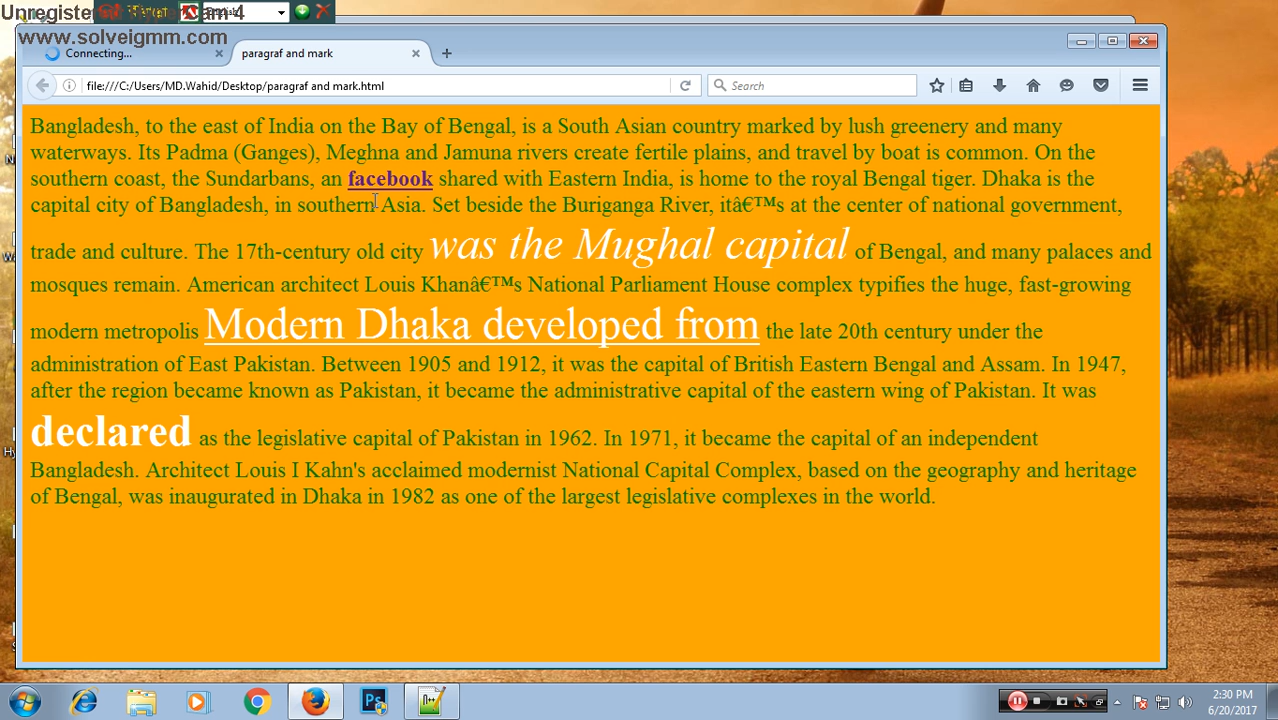 Unregistered HyperCam 4
www.solveigmm.com
Connecting...
paragraf and mark
file:///C:/Users/MD.Wahid/Desktop/paragraf and mark.html
Search
Bangladesh, to the east of India on the Bay of Bengal, is a South Asian country marked by lush greenery and many
waterways. Its Padma (Ganges), Meghna and Jamuna rivers create fertile plains, and travel by boat is common. On the
southern coast, the Sundarbans, an facebook shared with Eastern India, is home to the royal Bengal tiger. Dhaka is the
capital city of Bangladesh, in southern Asia. Set beside the Buriganga River, itâ€™s at the center of national government,
trade and culture. The 17th-century old city was the Mughal capital of Bengal, and many palaces and
mosques remain. American architect Louis Khanâ€™s National Parliament House complex typifies the huge, fast-growing
modern metropolis Modern Dhaka developed from the late 20th century under the
administration of East Pakistan. Between 1905 and 1912, it was the capital of British Eastern Bengal and Assam. In 1947,
after the region became known as Pakistan, it became the administrative capital of the eastern wing of Pakistan. It was
declared as the legislative capital of Pakistan in 1962. In 1971, it became the capital of an independent
Bangladesh. Architect Louis I Kahn's acclaimed modernist National Capital Complex, based on the geography and heritage
of Bengal, was inaugurated in Dhaka in 1982 as one of the largest legislative complexes in the world.
2:30 PM
6/20/2017